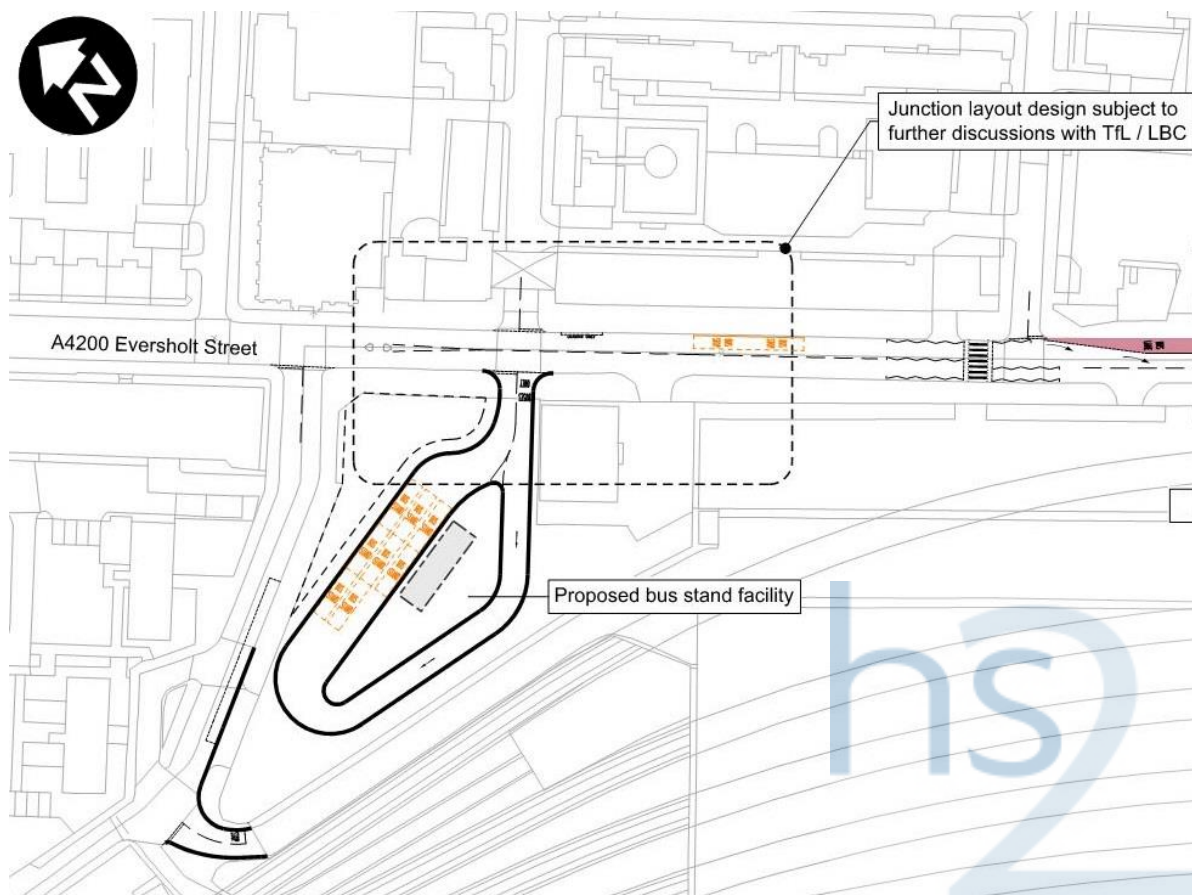 N
Junction layout design subject to
further discussions with TfL / LBC
A4200 Eversholt Street
Proposed bus stand facility
hs2